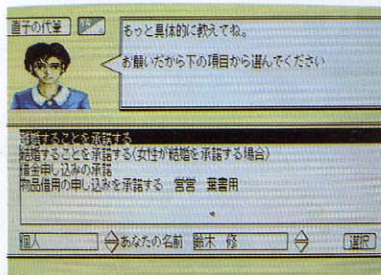 直子の代筆
もっと具体的に教えてね。
お願いだから下の項目から選んでください
離婚することを承諾する
結婚することを承諾する(女性が結婚を承諾する場合)
借金申し込みの承諾
物品借用の申し込みを承諾する 営営 葉書用
個人
あなたの名前 鈴木 修
選択